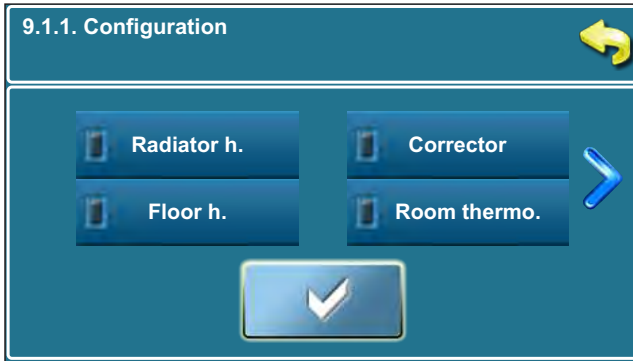 9.1.1. Configuration
Radiator h.
Corrector
Floor h.
Room thermo.